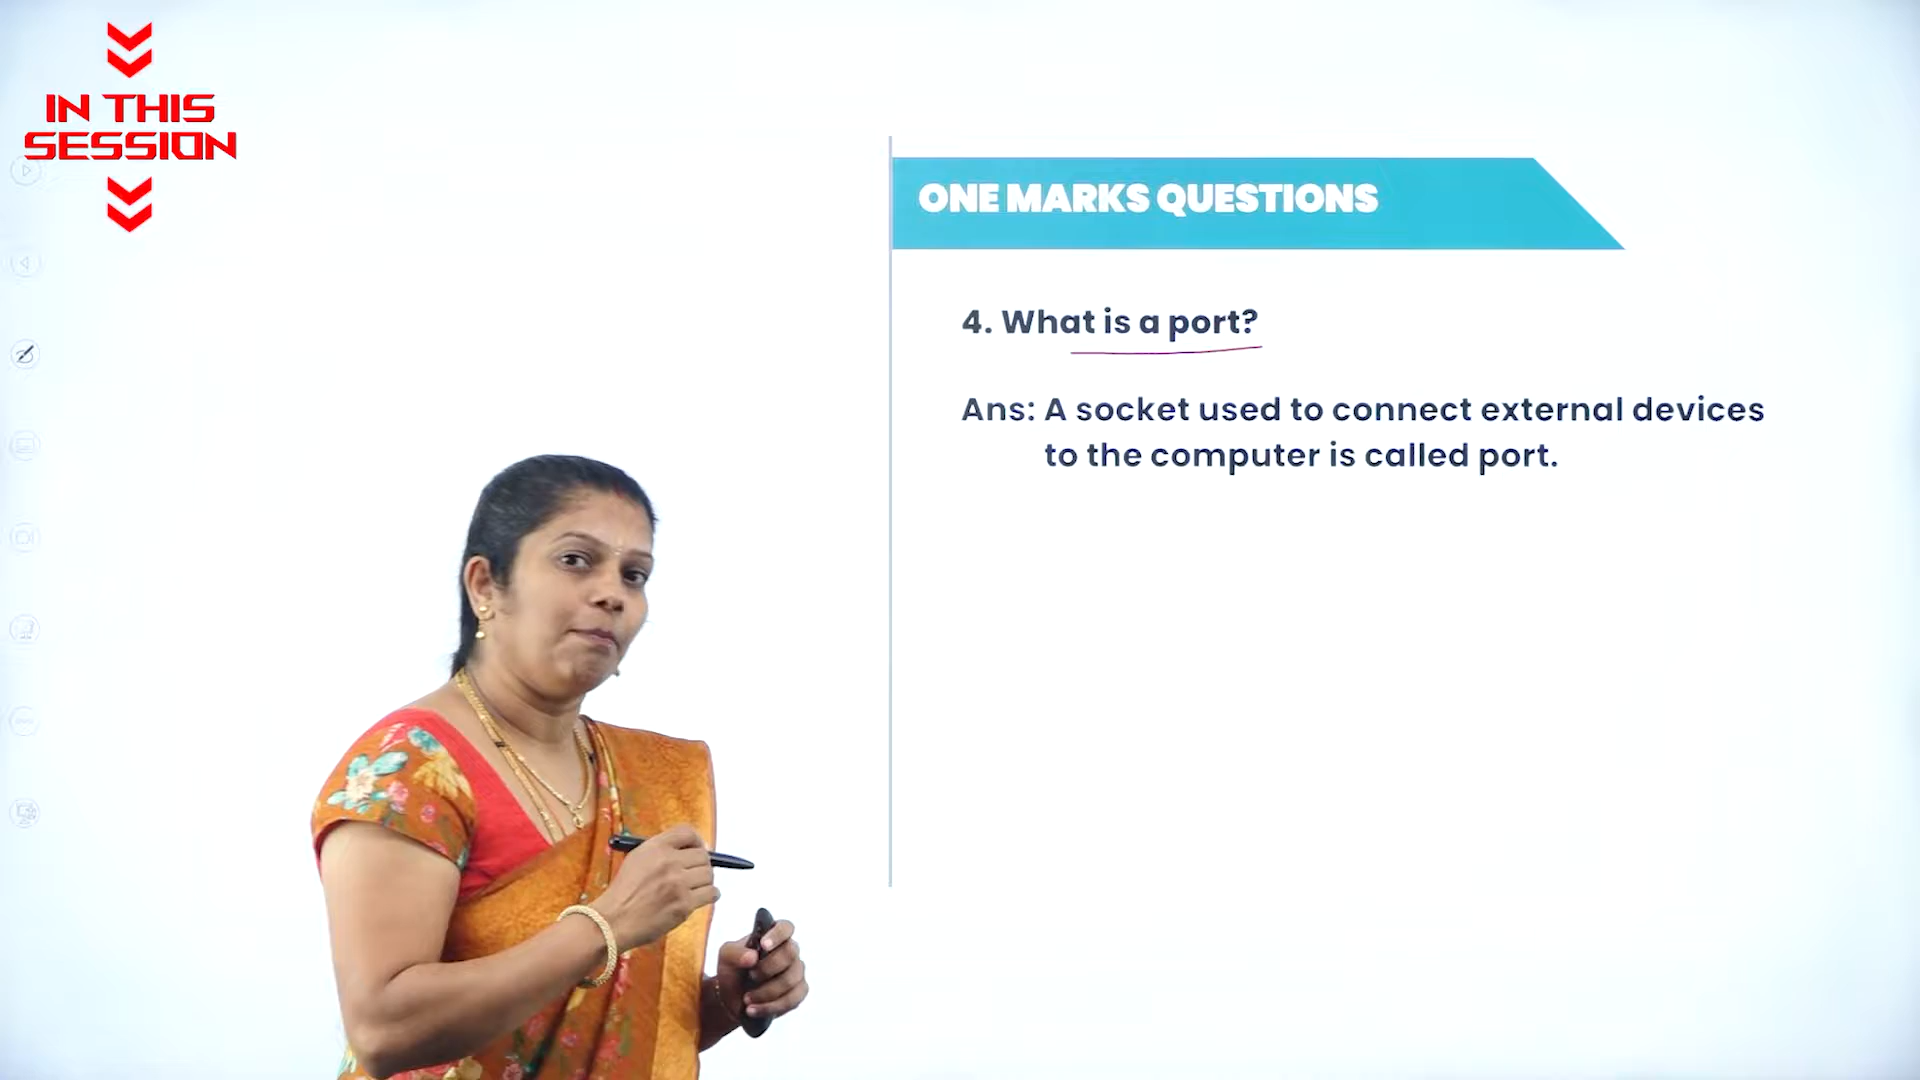 IN THIS
SESSION
ONE MARKS QUESTIONS
4. What is a port?
Ans: A socket used to connect external devices
to the computer is called port.